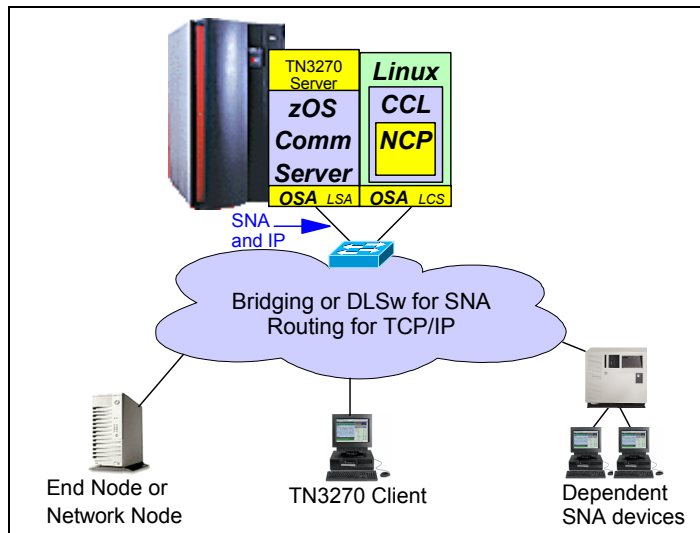 TN3270
Server
zOS
Comm
Server
OSA LSA
Linux
CCL
NCP
OSA LCS
SNA
and IP
Bridging or DLSw for SNA
Routing for TCP/IP
End Node or
Network Node
TN3270 Client
Dependent
SNA devices